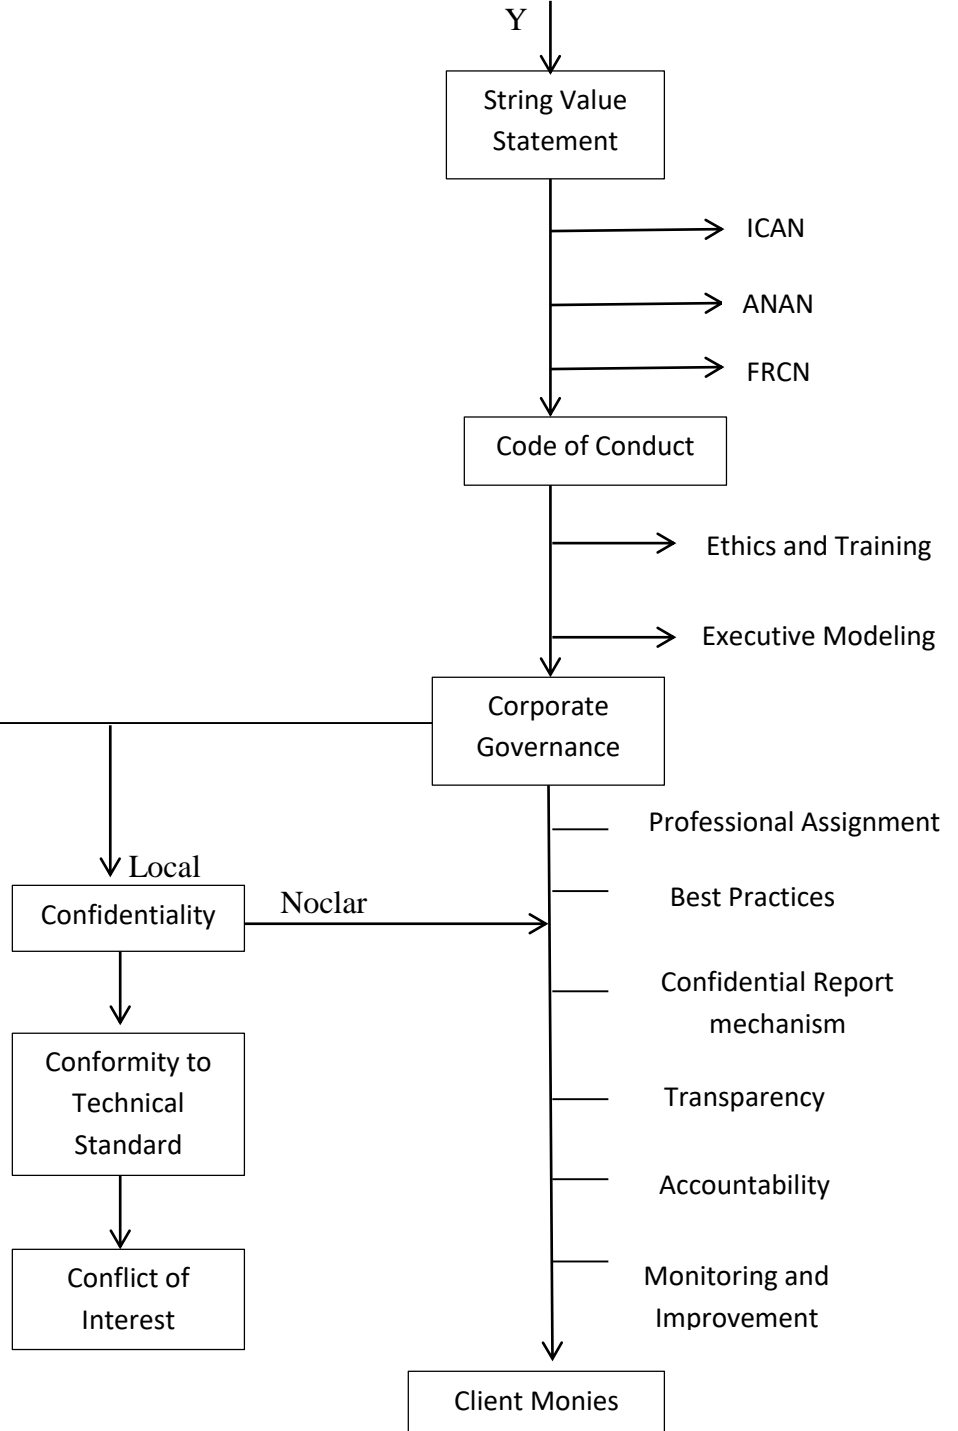 Y
String Value
Statement
ICAN
ANAN
FRCN
Code of Conduct
Ethics and Training
Executive Modeling
Corporate
Governance
Professional Assignment
Local
Confidentiality
Noclar
Best Practices
Confidential Report
mechanism
Conformity to
Technical
Standard
Transparency
Accountability
Conflict of
Interest
Monitoring and
Improvement
Client Monies